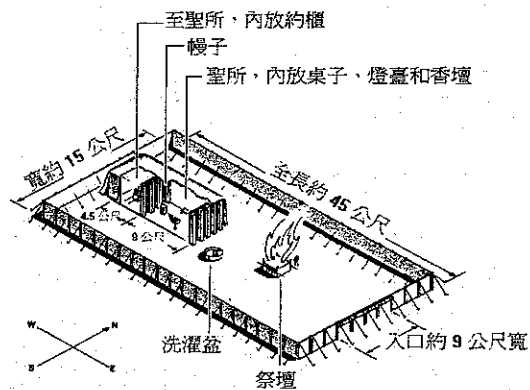 至聖所、內放約櫃
幔子
聖所，內放桌子、燈臺和香壇
寬約 15 公尺
全長約 45 公尺
4.5 公尺
9 公尺
W
N
S
E
洗濯盆
祭壇
入口約 9 公尺寬